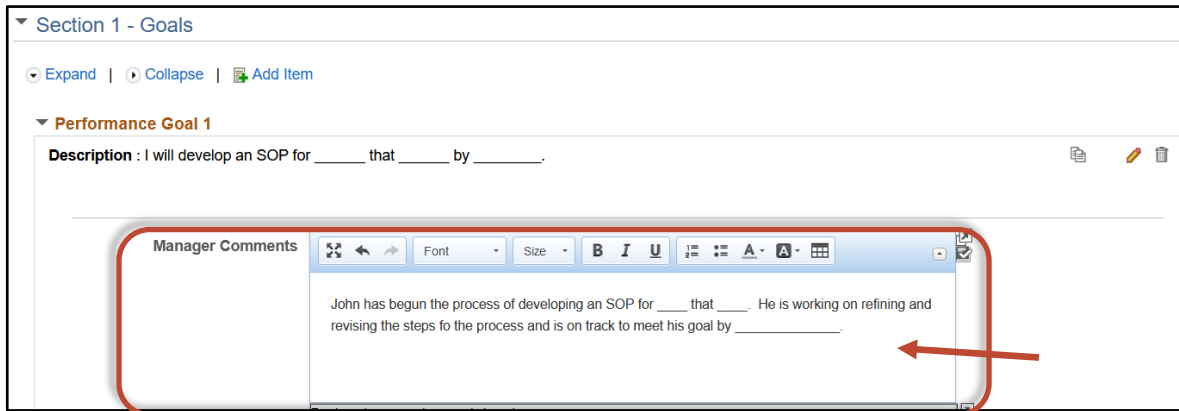 Section 1 - Goals
Expand | Collapse | Add Item
Performance Goal 1
Description : I will develop an SOP for ______ that ______ by ________.
Manager Comments
Font Size B I U A A
John has begun the process of developing an SOP for ____ that ____. He is working on refining and
revising the steps fo the process and is on track to meet his goal by ______________.